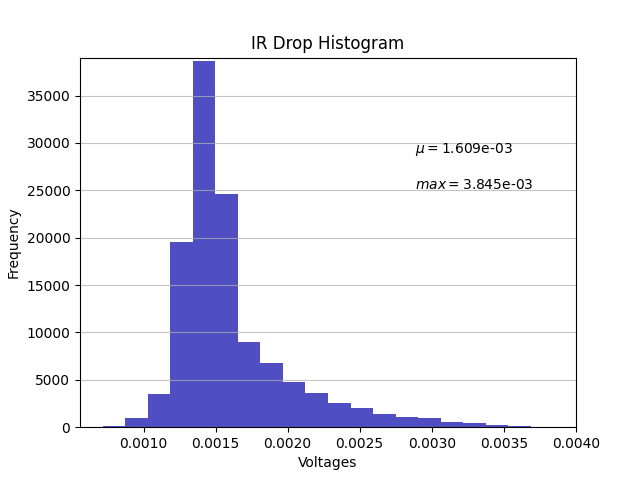 IR Drop Histogram
35000
30000
25000
20000
15000
10000
5000
0
Frequency
μ = 1.609e-03
max = 3.845e-03
0.0010 0.0015 0.0020 0.0025 0.0030 0.0035 0.0040
Voltages